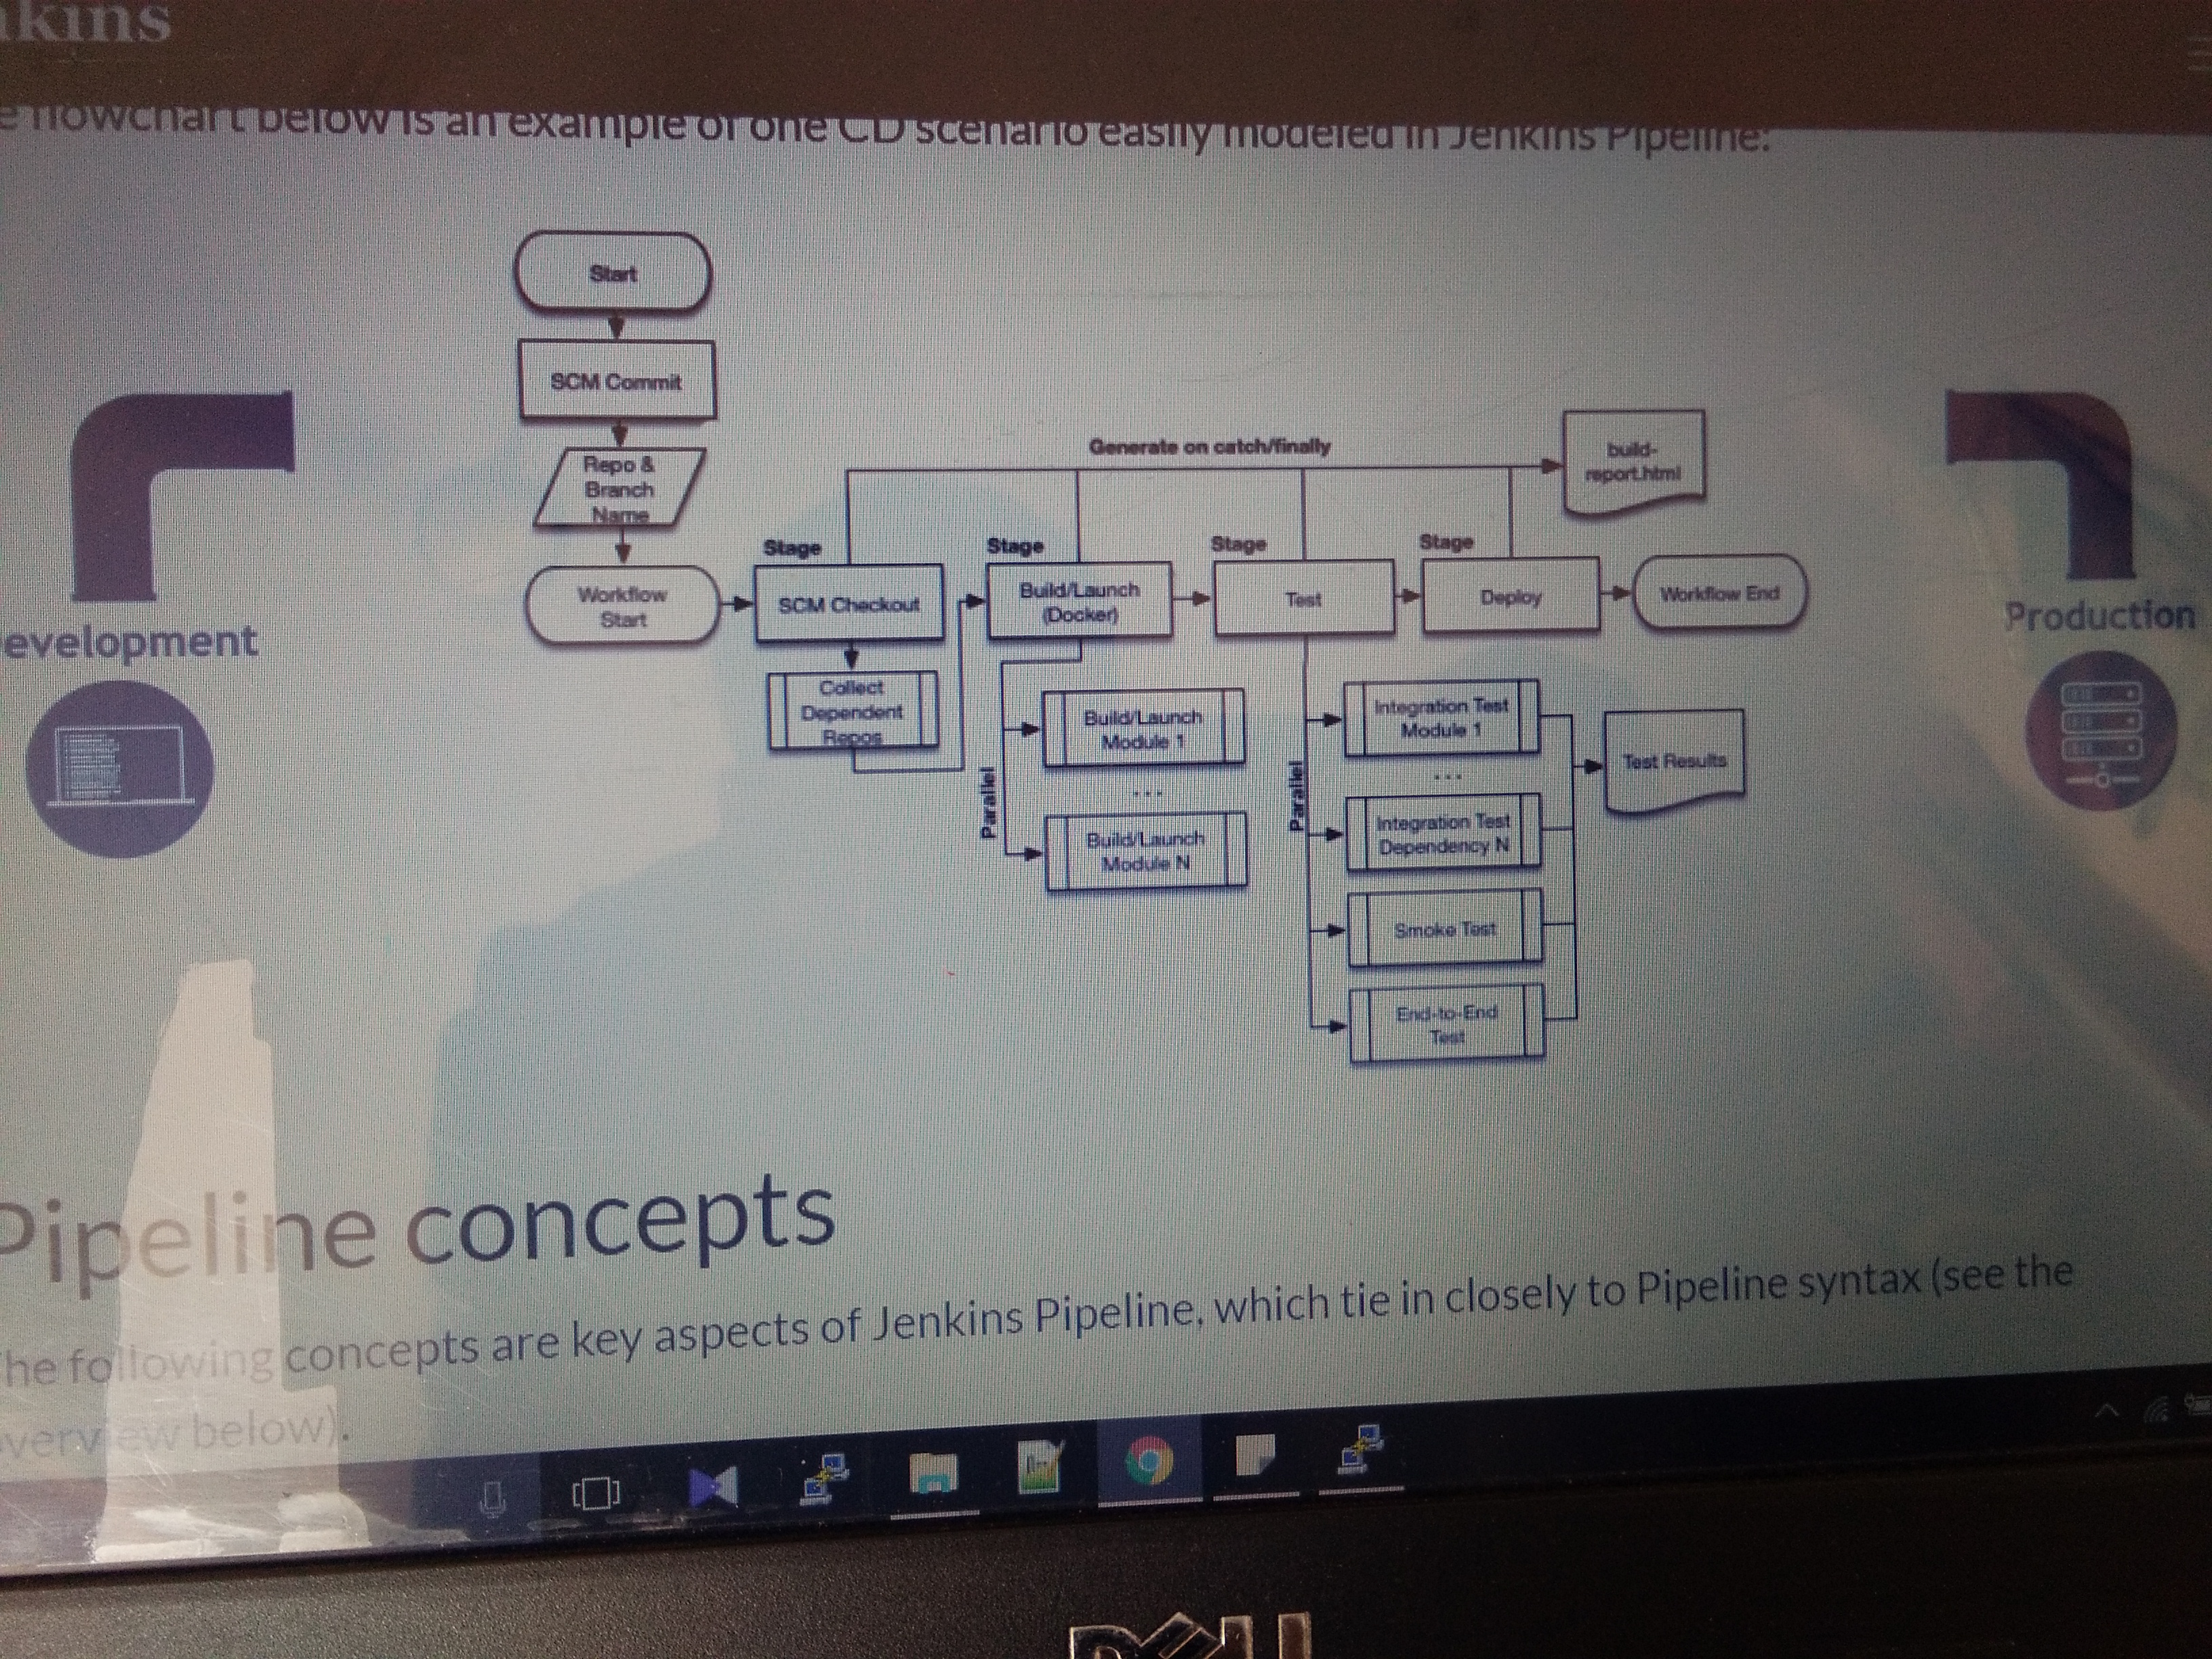 kins
e flowchart below is an example of one CD scenario easily modeled in Jenkins Pipeline:
Start
SCM Commit
Repo &
Branch
Name
Workflow
Start
Generate on catch/finally
build-
report.html
Stage
SCM Checkout
Collect
Dependent
Repos
Stage
Build/Launch
(Docker)
Parallel
Build/Launch
Module 1
...
Build/Launch
Module N
Stage
Test
Parallel
Integration Test
Module 1
...
Integration Test
Dependency N
Smoke Test
End-to-End
Test
Test Results
Stage
Deploy
Workflow End
evelopment
Production
Pipeline concepts
he following concepts are key aspects of Jenkins Pipeline, which tie in closely to Pipeline syntax (see the
verview below).
DELL